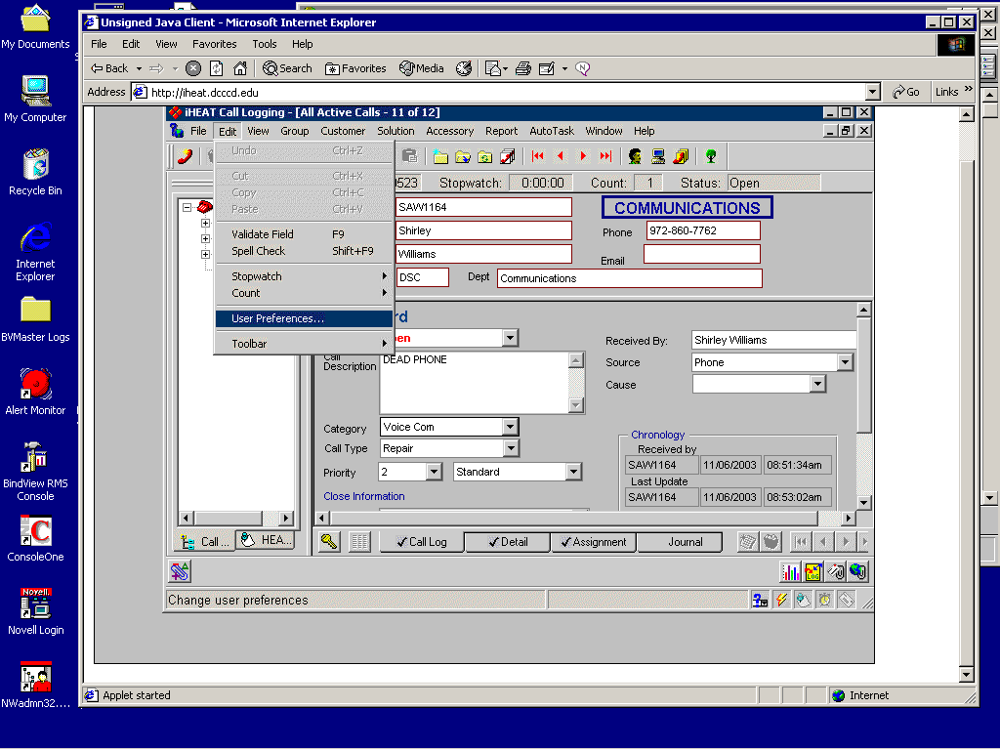 Unsigned Java Client - Microsoft Internet Explorer
File Edit View Favorites Tools Help
Back Search Favorites Media
Address http://iheat.dcccd.edu Go Links »
iHEAT Call Logging - [All Active Calls - 11 of 12]
File Edit View Group Customer Solution Accessory Report AutoTask Window Help
Undo Ctrl+Z
Cut Ctrl+X
Copy Ctrl+C
Paste Ctrl+V
Validate Field F9
Spell Check Shift+F9
Stopwatch
Count
User Preferences...
Toolbar
0523 Stopwatch: 0:00:00 Count: 1 Status: Open
SAW1164
COMMUNICATIONS
Shirley
Phone 972-860-7762
Williams
Email
DSC Dept Communications
rd
en
Received By: Shirley Williams
Call Description DEAD PHONE
Source Phone
Cause
Category Voice Com
Call Type Repair
Priority 2 Standard
Close Information
Chronology
Received by
SAW1164 11/06/2003 08:51:34am
Last Update
SAW1164 11/06/2003 08:53:02am
Call ... HEA...
Call Log Detail Assignment Journal
LOG
Change user preferences
Applet started Internet
My Documents
My Computer
Recycle Bin
Internet
Explorer
BVMaster Logs
Alert Monitor
BindView RMS
Console
ConsoleOne
Novell.
Novell Login
NWadmn32....